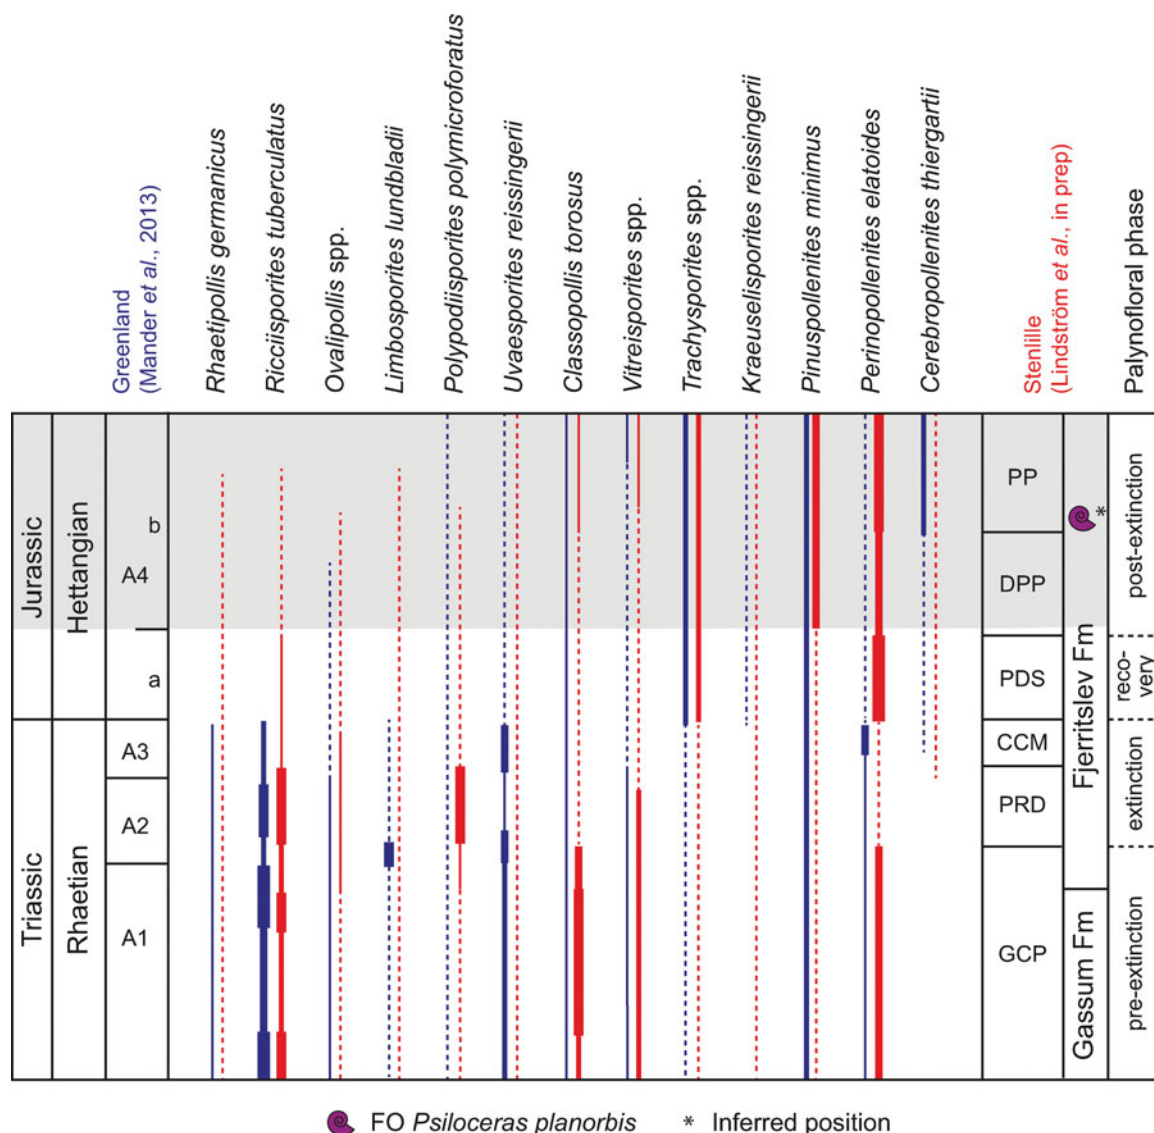 Greenland
(Mander et al., 2013)
Rhaetipollis germanicus
Ricciisporites tuberculatus
Ovalipollis spp.
Limbosporites lundbladii
Polypodiisporites polymicroforatus
Uvaesporites reissingerii
Classopollis torosus
Vitreisporites spp.
Trachysporites spp.
Kraeuselisporites reissingerii
Pinuspollenites minimus
Perinopollenites elatoides
Cerebropollenites thiergartii
Stenlille
(Lindström et al., in prep)
Palynofloral phase
Jurassic
Triassic
Hettangian
Rhaetian
b
A4
a
A3
A2
A1
PP
DPP
PDS
CCM
PRD
GCP
*
Fjerritslev Fm
Gassum Fm
post-extinction
reco-
very
extinction
pre-extinction
FO Psiloceras planorbis
* Inferred position